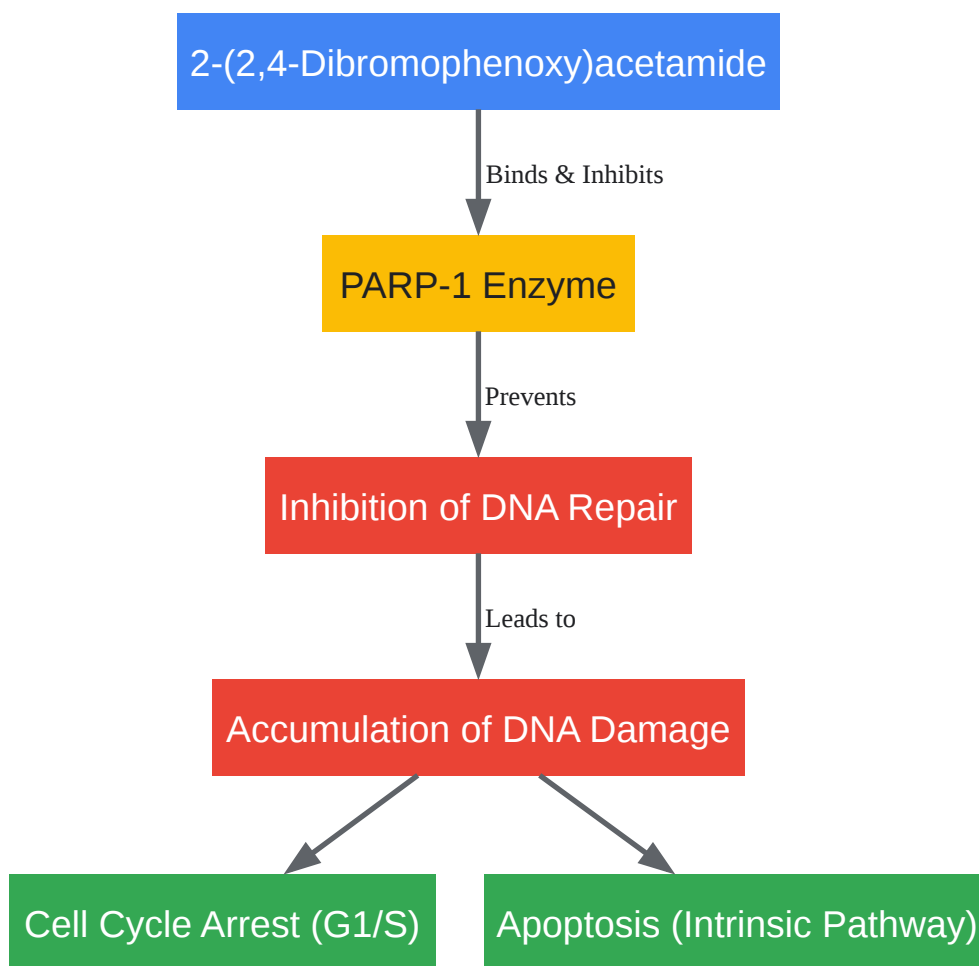 2-(2,4-Dibromophenoxy)acetamide
Binds & Inhibits
PARP-1 Enzyme
Prevents
Inhibition of DNA Repair
Leads to
Accumulation of DNA Damage
Cell Cycle Arrest (G1/S)
Apoptosis (Intrinsic Pathway)